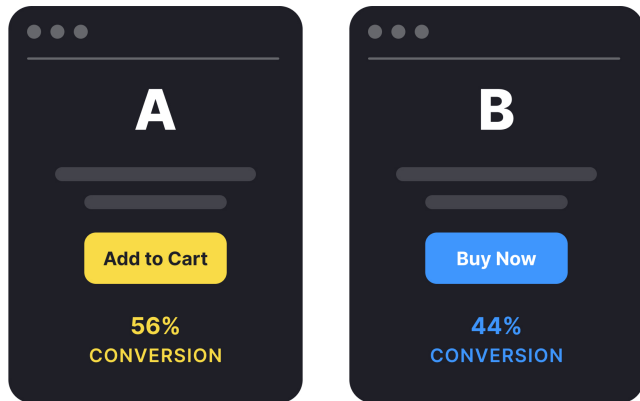 A
Add to Cart
56%
CONVERSION
B
Buy Now
44%
CONVERSION